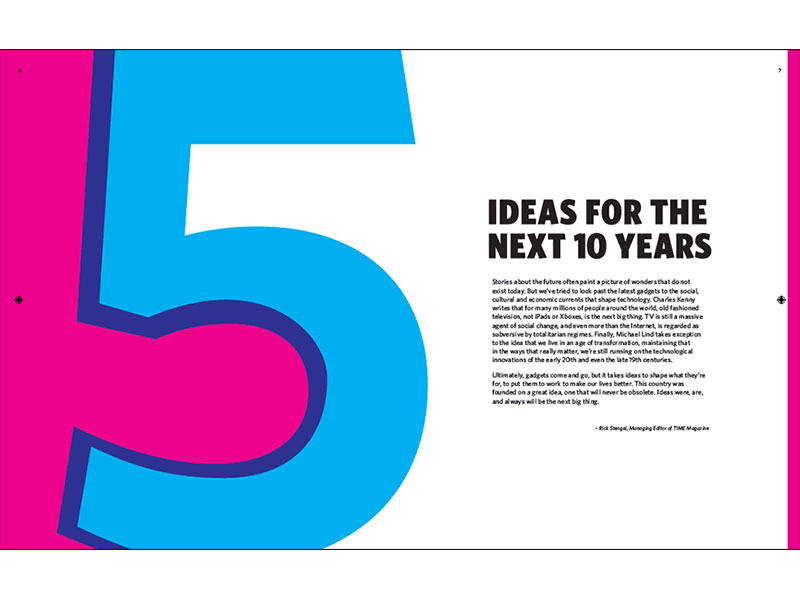 6
7
5
IDEAS FOR THE
NEXT 10 YEARS
Stories about the future often paint a picture of wonders that do not
exist today. But we've tried to look past the latest gadgets to the social,
cultural and economic currents that shape technology. Charles Kenny
writes that for many millions of people around the world, old fashioned
television, not iPads or Xboxes, is the next big thing. TV is still a massive
agent of social change, and even more than the Internet, is regarded as
subversive by totalitarian regimes. Finally, Michael Lind takes exception
to the idea that we live in an age of transformation, maintaining that
in the ways that really matter, we're still running on the technological
innovations of the early 20th and even the late 19th centuries.
Ultimately, gadgets come and go, but it takes ideas to shape what they're
for, to put them to work to make our lives better. This country was
founded on a great idea, one that will never be obsolete. Ideas were, are,
and always will be the next big thing.
– Rick Stengel, Managing Editor of TIME Magazine